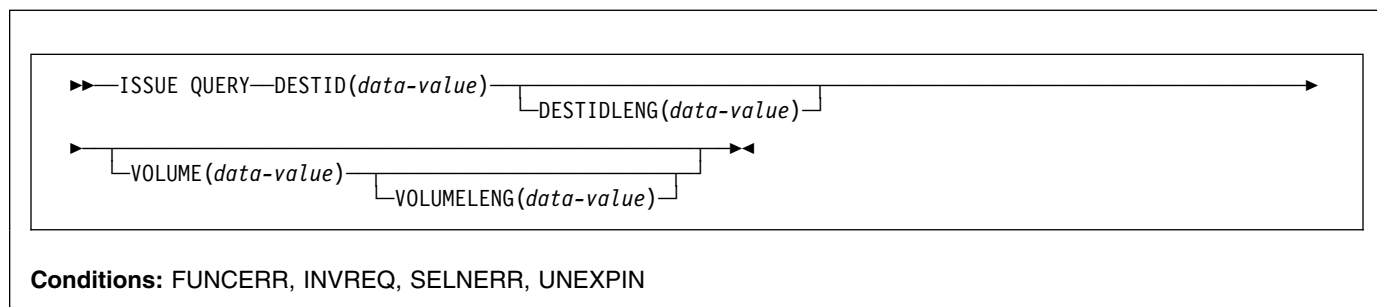 ISSUE QUERY DESTID(data-value)
DESTIDLENG(data-value)
VOLUME(data-value)
VOLUMELENG(data-value)
Conditions: FUNCERR, INVREQ, SELNERR, UNEXPIN